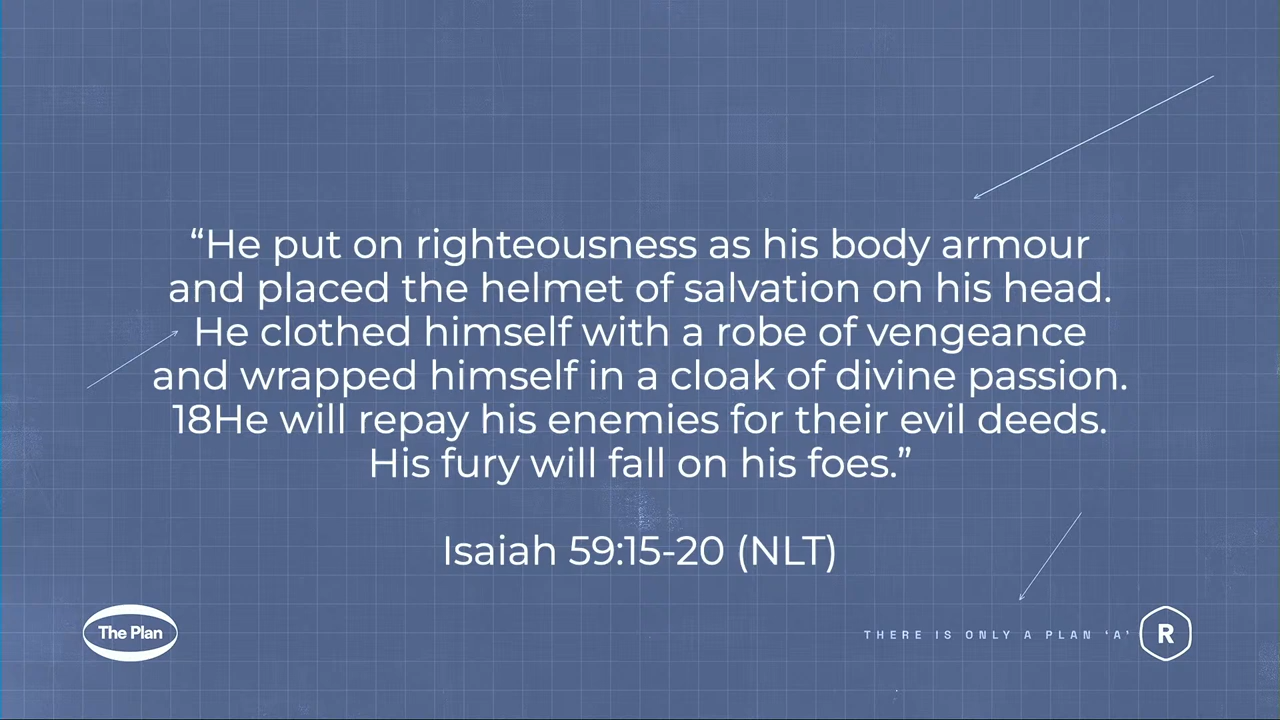 “He put on righteousness as his body armour
and placed the helmet of salvation on his head.
He clothed himself with a robe of vengeance
and wrapped himself in a cloak of divine passion.
18He will repay his enemies for their evil deeds.
His fury will fall on his foes.”
Isaiah 59:15-20 (NLT)
The Plan
THERE IS ONLY A PLAN ‘A’
R